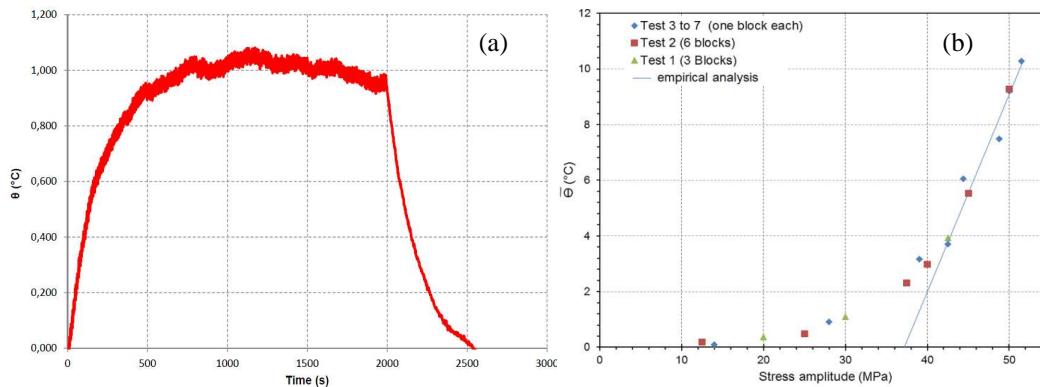 (a)
1,200
1,000
0,800
0,600
0,400
0,200
0,000
θ (°C)
0 500 1000 1500 2000 2500 3000
Time (s)
(b)
Test 3 to 7 (one block each)
Test 2 (6 blocks)
Test 1 (3 Blocks)
empirical analysis
12
10
8
6
4
2
0
θ̅ (°C)
0 10 20 30 40 50
Stress amplitude (MPa)